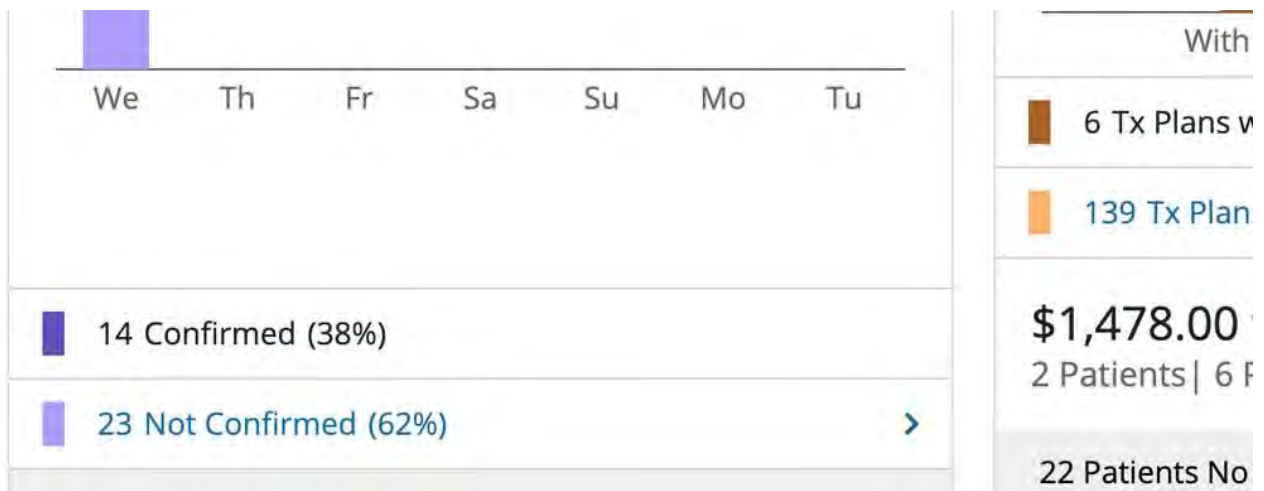 We Th Fr Sa Su Mo Tu
14 Confirmed (38%)
23 Not Confirmed (62%)
With
6 Tx Plans
139 Tx Plan
$1,478.00
2 Patients| 6
22 Patients No